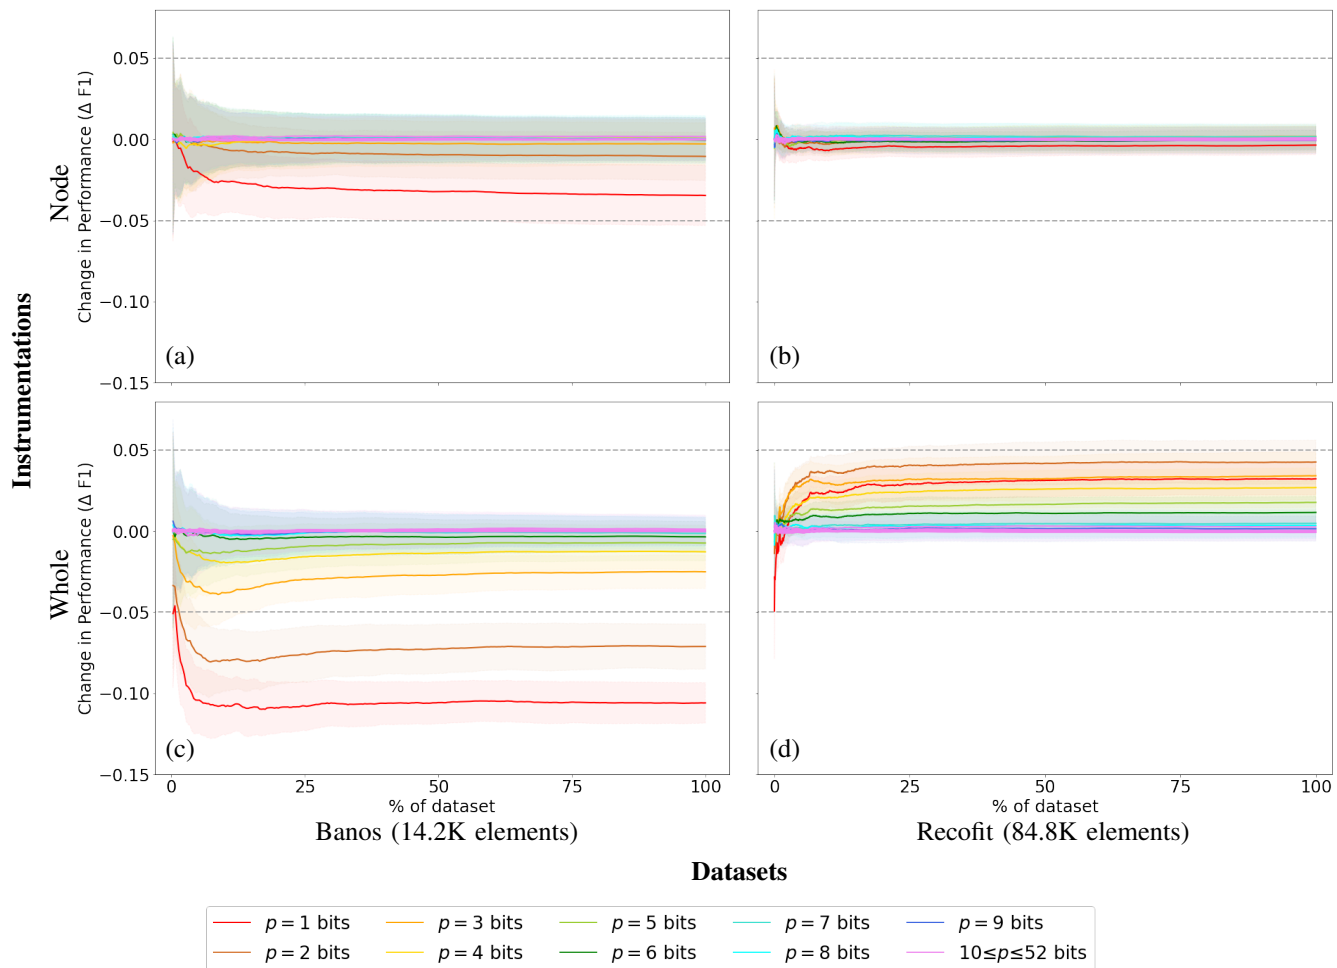 Instrumentations
Node
Change in Performance (Δ F1)
0.05
0.00
−0.05
−0.10
−0.15
(a)
(b)
Whole
Change in Performance (Δ F1)
0.05
0.00
−0.05
−0.10
−0.15
(c)
(d)
0 25 50 75 100
0 25 50 75 100
% of dataset
% of dataset
Banos (14.2K elements)
Recofit (84.8K elements)
Datasets
p = 1 bits p = 3 bits p = 5 bits p = 7 bits p = 9 bits
p = 2 bits p = 4 bits p = 6 bits p = 8 bits 10≤p≤52 bits